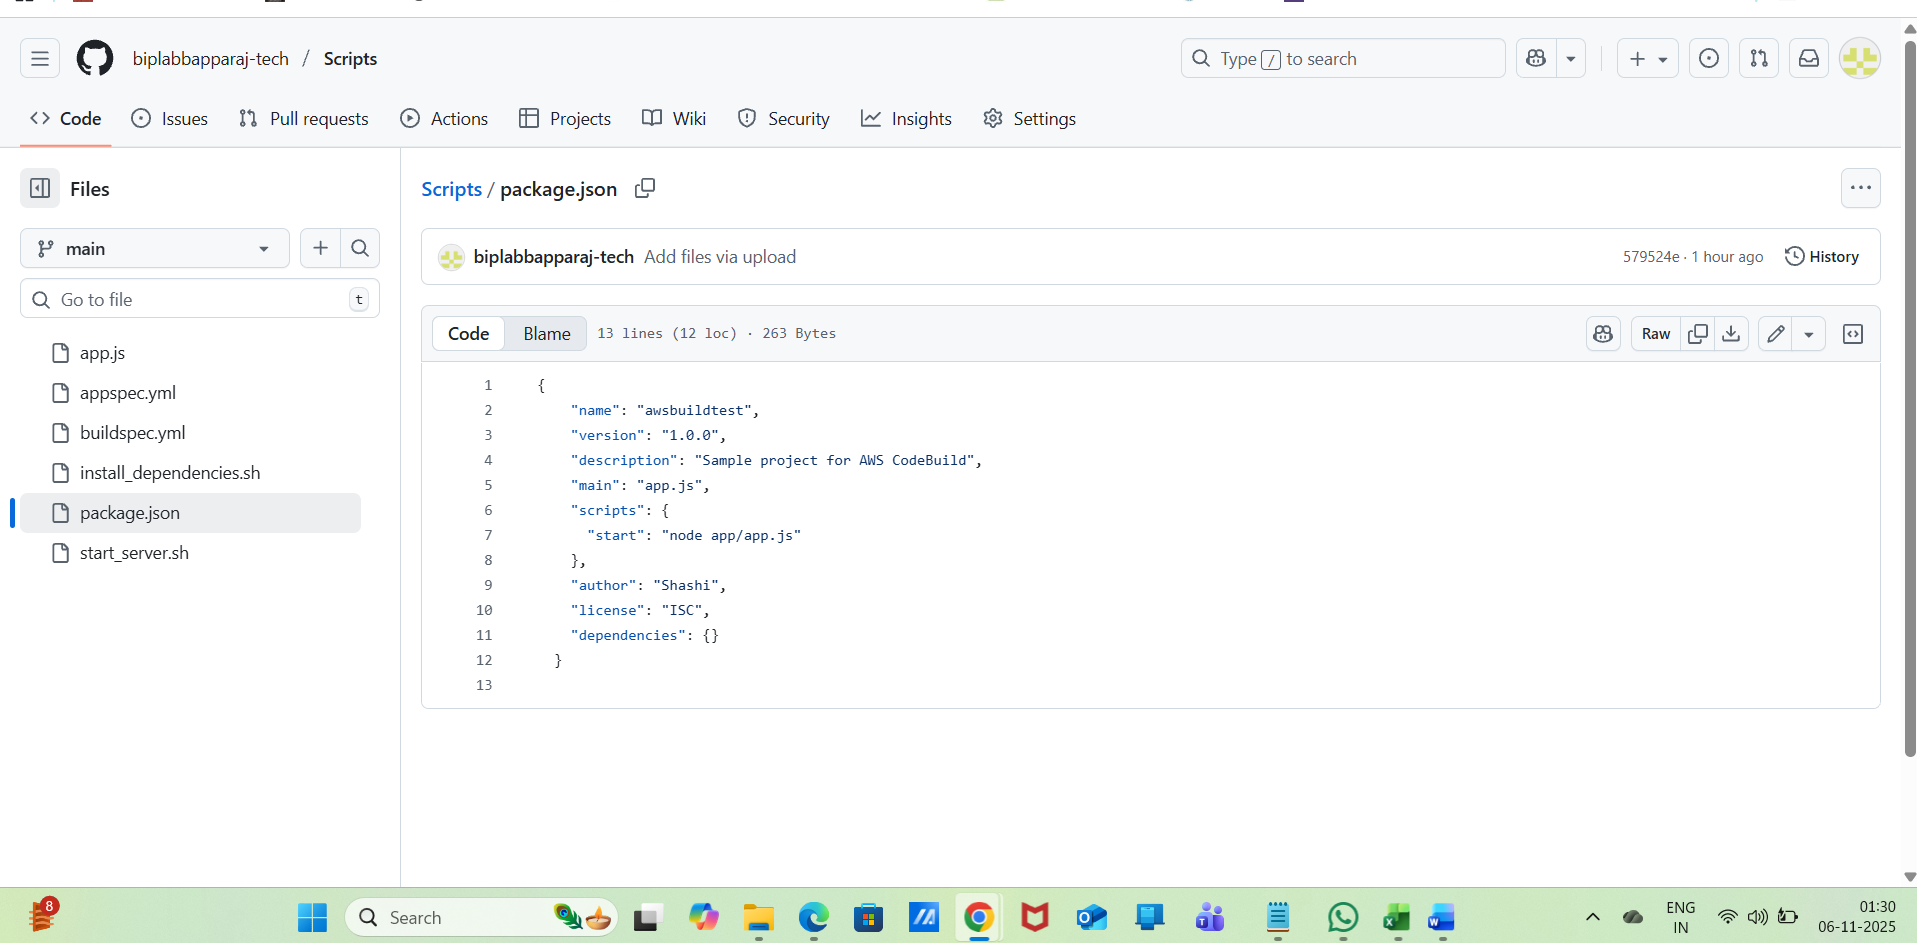 biplabbapparaj-tech / Scripts
Type / to search
Code Issues Pull requests Actions Projects Wiki Security Insights Settings
Files
main
Go to file t
app.js
appspec.yml
buildspec.yml
install_dependencies.sh
package.json
start_server.sh
Scripts / package.json
biplabbapparaj-tech Add files via upload 579524e · 1 hour ago History
Code Blame 13 lines (12 loc) · 263 Bytes Raw
1 {
2 "name": "awsbuildtest",
3 "version": "1.0.0",
4 "description": "Sample project for AWS CodeBuild",
5 "main": "app.js",
6 "scripts": {
7 "start": "node app/app.js"
8 },
9 "author": "Shashi",
10 "license": "ISC",
11 "dependencies": {}
12 }
13
8 Search ENG 01:30
IN 06-11-2025